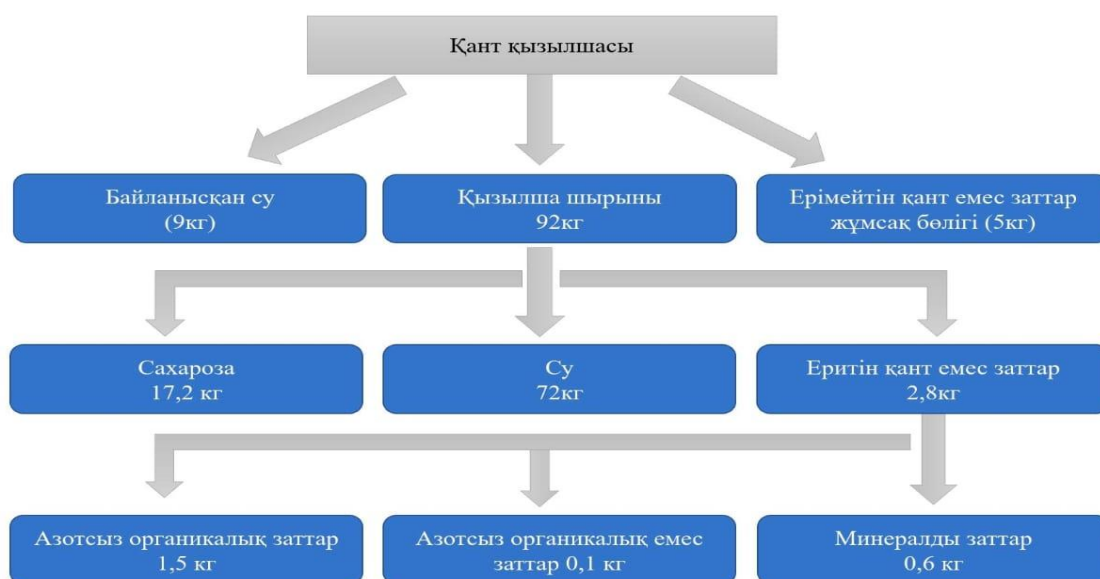 Қант қызылшасы
Байланысқан су
(9кг)
Қызылша шырыны
92кг
Ерімейтін қант емес заттар
жұмсақ бөлігі (5кг)
Сахароза
17,2 кг
Су
72кг
Еритін қант емес заттар
2,8кг
Азотсыз органикалық заттар
1,5 кг
Азотсыз органикалық емес
заттар 0,1 кг
Минералды заттар
0,6 кг